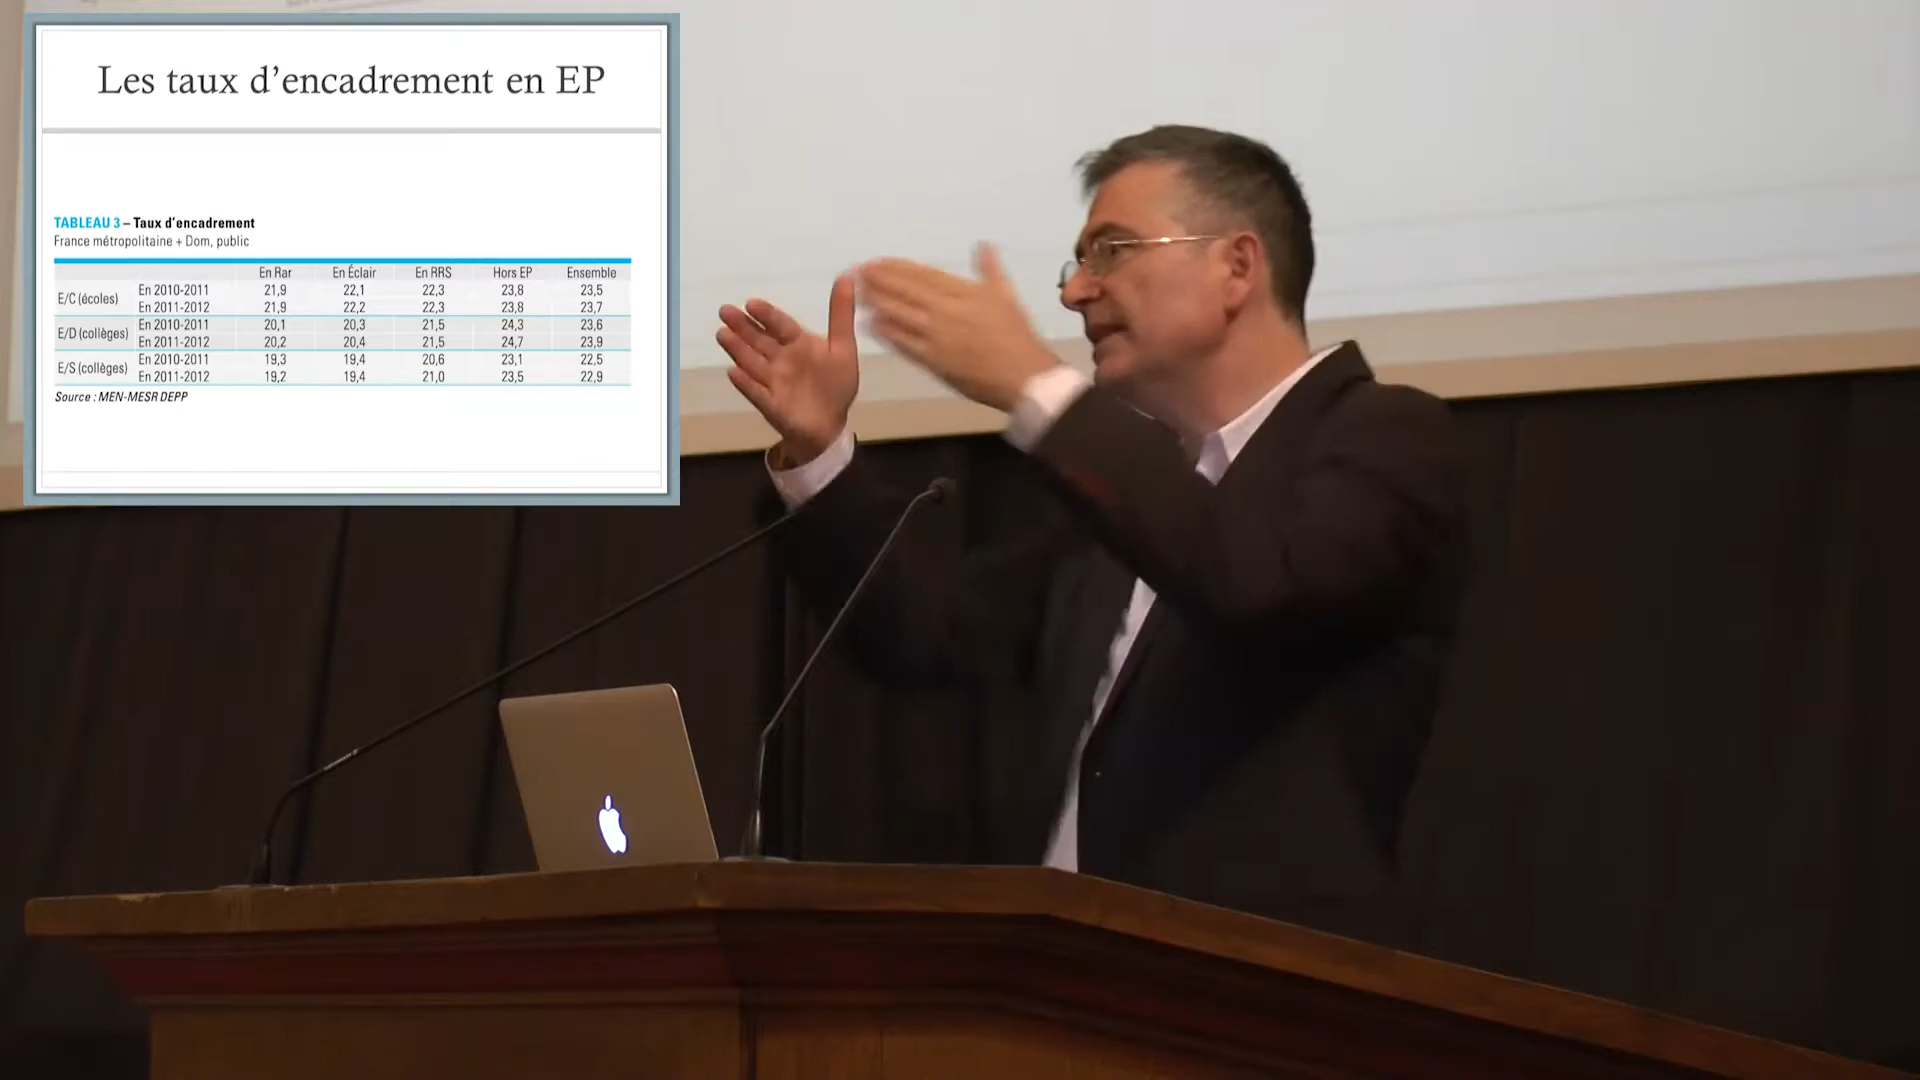 Les taux d'encadrement en EP
TABLEAU 3 – Taux d'encadrement
France métropolitaine + Dom, public
En Rar En Éclair En RRS Hors EP Ensemble
E/C (écoles) En 2010-2011 21,9 22,1 22,3 23,8 23,5
En 2011-2012 21,9 22,2 22,3 23,8 23,7
E/D (collèges) En 2010-2011 20,1 20,3 21,5 24,3 23,6
En 2011-2012 20,2 20,4 21,5 24,7 23,9
E/S (collèges) En 2010-2011 19,3 19,4 20,6 23,1 22,5
En 2011-2012 19,2 19,4 21,0 23,5 22,9
Source : MEN-MESR DEPP